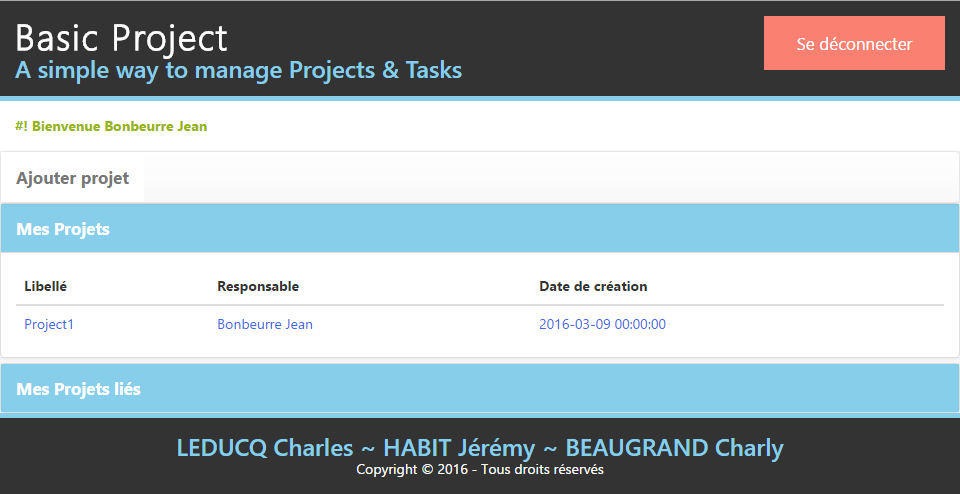 Basic Project
Se déconnecter
A simple way to manage Projects & Tasks
#! Bienvenue Bonbeurre Jean
Ajouter projet
Mes Projets
Libellé Responsable Date de création
Project1 Bonbeurre Jean 2016-03-09 00:00:00
Mes Projets liés
LEDUCQ Charles ~ HABIT Jérémy ~ BEAUGRAND Charly
Copyright © 2016 - Tous droits réservés